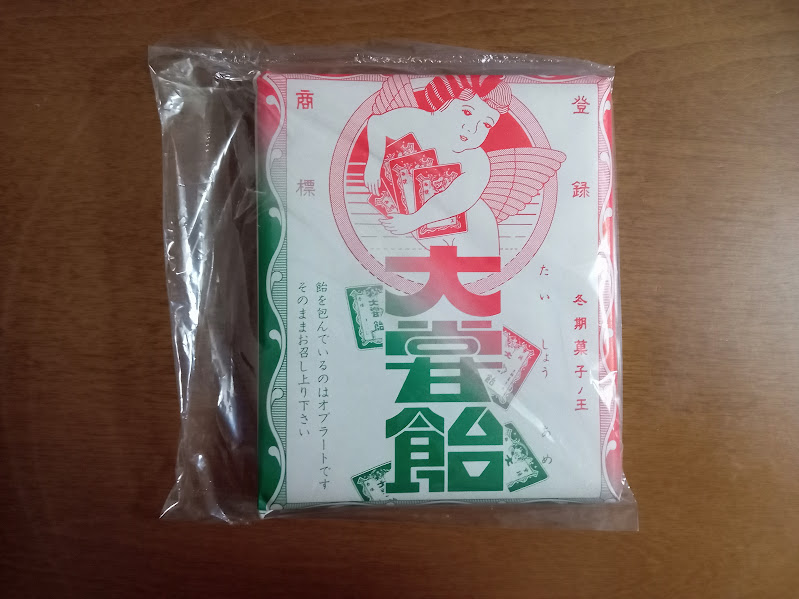 登録
商標
冬期菓子ノ王
たいしょう め
大甞飴
飴を包んでいるのはオブラートです
そのままお召し上り下さい